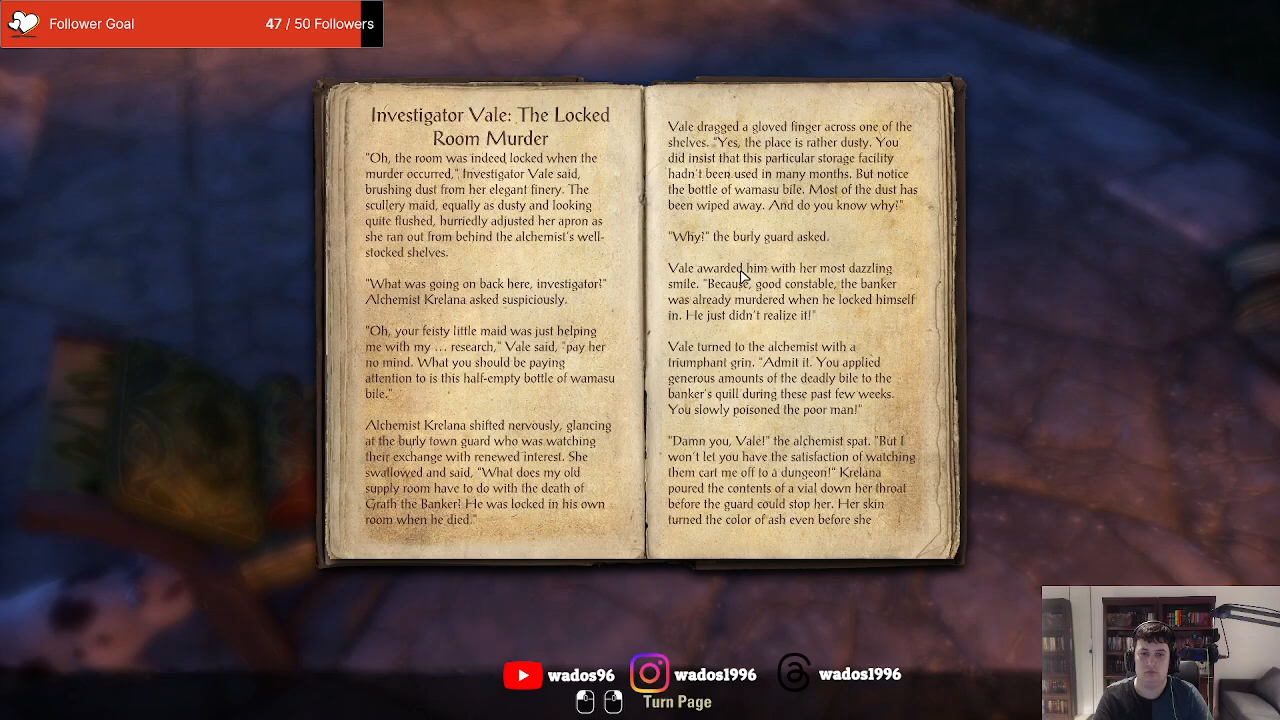 Follower Goal
47 / 50 Followers
Investigator Vale: The Locked
Room Murder
"Oh, the room was indeed locked when the
murder occurred," Investigator Vale said,
brushing dust from her elegant finery. The
scullery maid, equally as dusty and looking
quite flushed, hurriedly adjusted her apron as
she ran out from behind the alchemist's well-
stocked shelves.
"What was going on back here, investigator?"
Alchemist Krelana asked suspiciously.
"Oh, your feisty little maid was just helping
me with my ... research," Vale said, "pay her
no mind. What you should be paying
attention to is this half-empty bottle of wamasu
bile."
Alchemist Krelana shifted nervously, glancing
at the burly town guard who was watching
their exchange with renewed interest. She
swallowed and said, "What does my old
supply room have to do with the death of
Grath the Banker? He was locked in his own
room when he died."
Vale dragged a gloved finger across one of the
shelves. "Yes, the place is rather dusty. You
did insist that this particular storage facility
hadn't been used in many months. But notice
the bottle of wamasu bile. Most of the dust has
been wiped away. And do you know why?"
"Why?" the burly guard asked.
Vale awarded him with her most dazzling
smile. "Because, good constable, the banker
was already murdered when he locked himself
in. He just didn't realize it!"
Vale turned to the alchemist with a
triumphant grin. "Admit it. You applied
generous amounts of the deadly bile to the
banker's quill during these past few weeks.
You slowly poisoned the poor man!"
"Damn you, Vale!" the alchemist spat. "But I
won't let you have the satisfaction of watching
them cart me off to a dungeon!" Krelana
poured the contents of a vial down her throat
before the guard could stop her. Her skin
turned the color of ash even before she
wados96
wados1996
wados1996
Turn Page